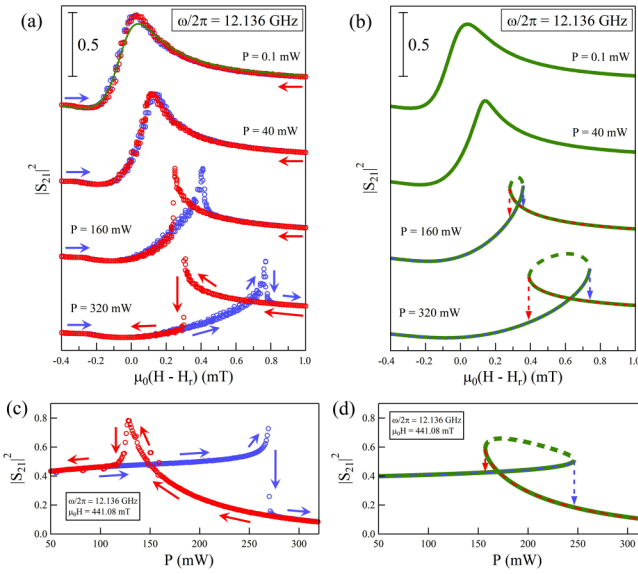 (a)
ω/2π = 12.136 GHz
0.5
P = 0.1 mW
P = 40 mW
P = 160 mW
P = 320 mW
|S21|²
-0.4 -0.2 0.0 0.2 0.4 0.6 0.8 1.0
μ0(H - Hr) (mT)
(b)
ω/2π = 12.136 GHz
0.5
P = 0.1 mW
P = 40 mW
P = 160 mW
P = 320 mW
|S21|²
-0.4 -0.2 0.0 0.2 0.4 0.6 0.8 1.0
μ0(H - Hr) (mT)
(c)
0.8
0.6
0.4
0.2
0.0
|S21|²
ω/2π = 12.136 GHz
μ0H = 441.08 mT
50 100 150 200 250 300
P (mW)
(d)
0.8
0.6
0.4
0.2
0.0
|S21|²
ω/2π = 12.136 GHz
μ0H = 441.08 mT
50 100 150 200 250 300
P (mW)